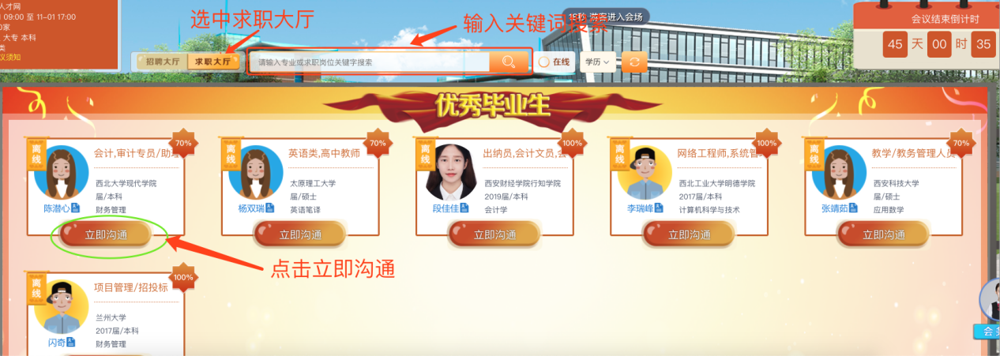 人才网
09:00 至 11–01 17:00
大专 本科
选中求职大厅
输入关键词搜索
18秒 游客进入会场
会议结束倒计时
45 天 00 时 35
招聘大厅 求职大厅 请输入专业或求职岗位关键字搜索 在线 学历
优秀毕业生
离线
70%
会计,审计专员/助理
西北大学现代学院
届/本科
陈潜心
财务管理
立即沟通
离线
70%
英语类,高中教师
太原理工大学
届/硕士
杨双瑞
英语笔译
立即沟通
离线
100%
出纳员,会计文员,会
西安财经学院行知学院
2019届/本科
段佳佳
会计学
立即沟通
离线
100%
网络工程师,系统管
西北工业大学明德学院
2017届/本科
李瑞峰
计算机科学与技术
立即沟通
离线
70%
教学/教务管理人员
西安科技大学
届/硕士
张靖茹
应用数学
立即沟通
点击立即沟通
离线
100%
项目管理/招投标
兰州大学
2017届/本科
闪奇
财务管理